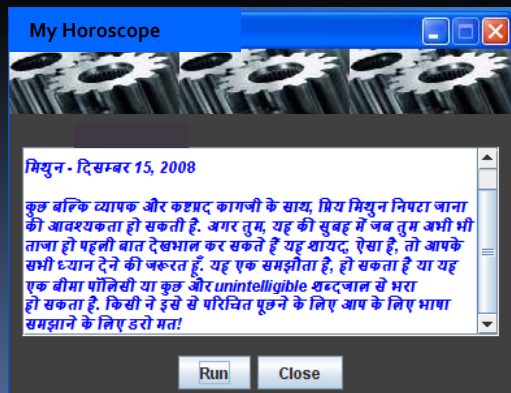 My Horoscope
मिथुन - दिसम्बर 15, 2008
कुछ बल्कि व्यापक और कष्टप्रद कागजी के साथ, प्रिय मिथुन निपटा जाना
की आवश्यकता हो सकती है. अगर तुम, यह की सुबह में जब तुम अभी भी
ताजा हो पहली बात देखभाल कर सकते हैं यह शायद, ऐसा है, तो आपके
सभी ध्यान देने की जरूरत हूँ. यह एक समझौता है, हो सकता है या यह
एक बीमा पॉलिसी या कुछ और unintelligible शब्दजाल से भरा
हो सकता है. किसी ने इसे से परिचित पूछने के लिए आप के लिए भाषा
समझाने के लिए डरो मत!
Run Close